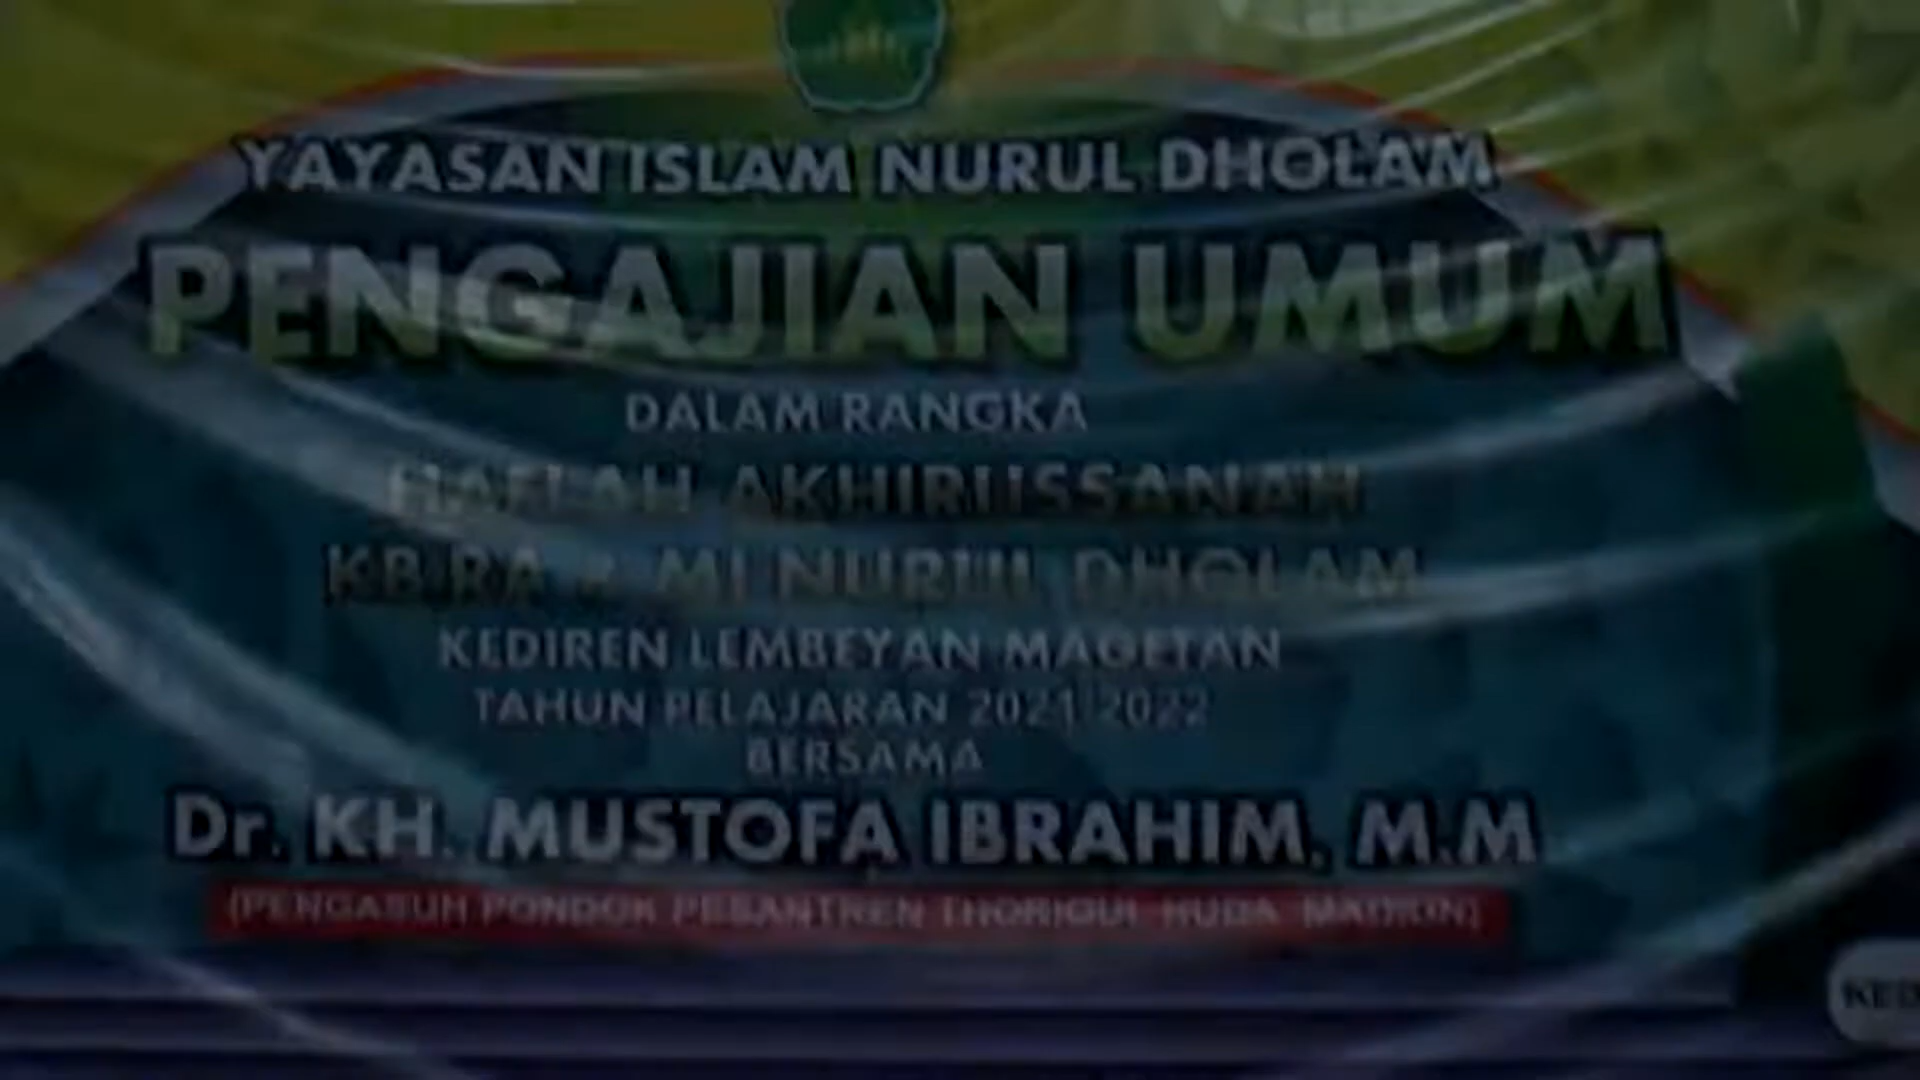 YAYASAN ISLAM NURUL DHOLAM
PENGAJIAN UMUM
DALAM RANGKA
HAFLAH AKHIRUSSANAH
KB.RA & MI NURUL DHOLAM
KEDIREN LEMBEYAN MAGETAN
TAHUN PELAJARAN 2021/2022
BERSAMA
Dr. KH. MUSTOFA IBRAHIM, M.M
(PENGASUH PONDOK PESANTREN THORIQUL HUDA MADIUN)
KED